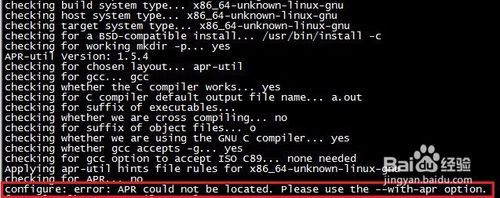 checking build system type... x86_64-unknown-linux-gnu
checking host system type... x86_64-unknown-linux-gnu
checking target system type... x86_64-unknown-linux-gnu
checking for a BSD-compatible install... /usr/bin/install -c
checking for working mkdir -p... yes
APR-util Version: 1.5.4
checking for chosen layout... apr-util
checking for gcc... gcc
checking whether the C compiler works... yes
checking for C compiler default output file name... a.out
checking for suffix of executables...
checking whether we are cross compiling... no
checking for suffix of object files... o
checking whether we are using the GNU C compiler... yes
checking whether gcc accepts -g... yes
checking for gcc option to accept ISO C89... none needed
Applying apr-util hints file rules for x86_64-unknown-linux-gnu
checking for APR... no
configure: error: APR could not be located. Please use the --with-apr option.
Bai du 经验
jingyan.baidu.com